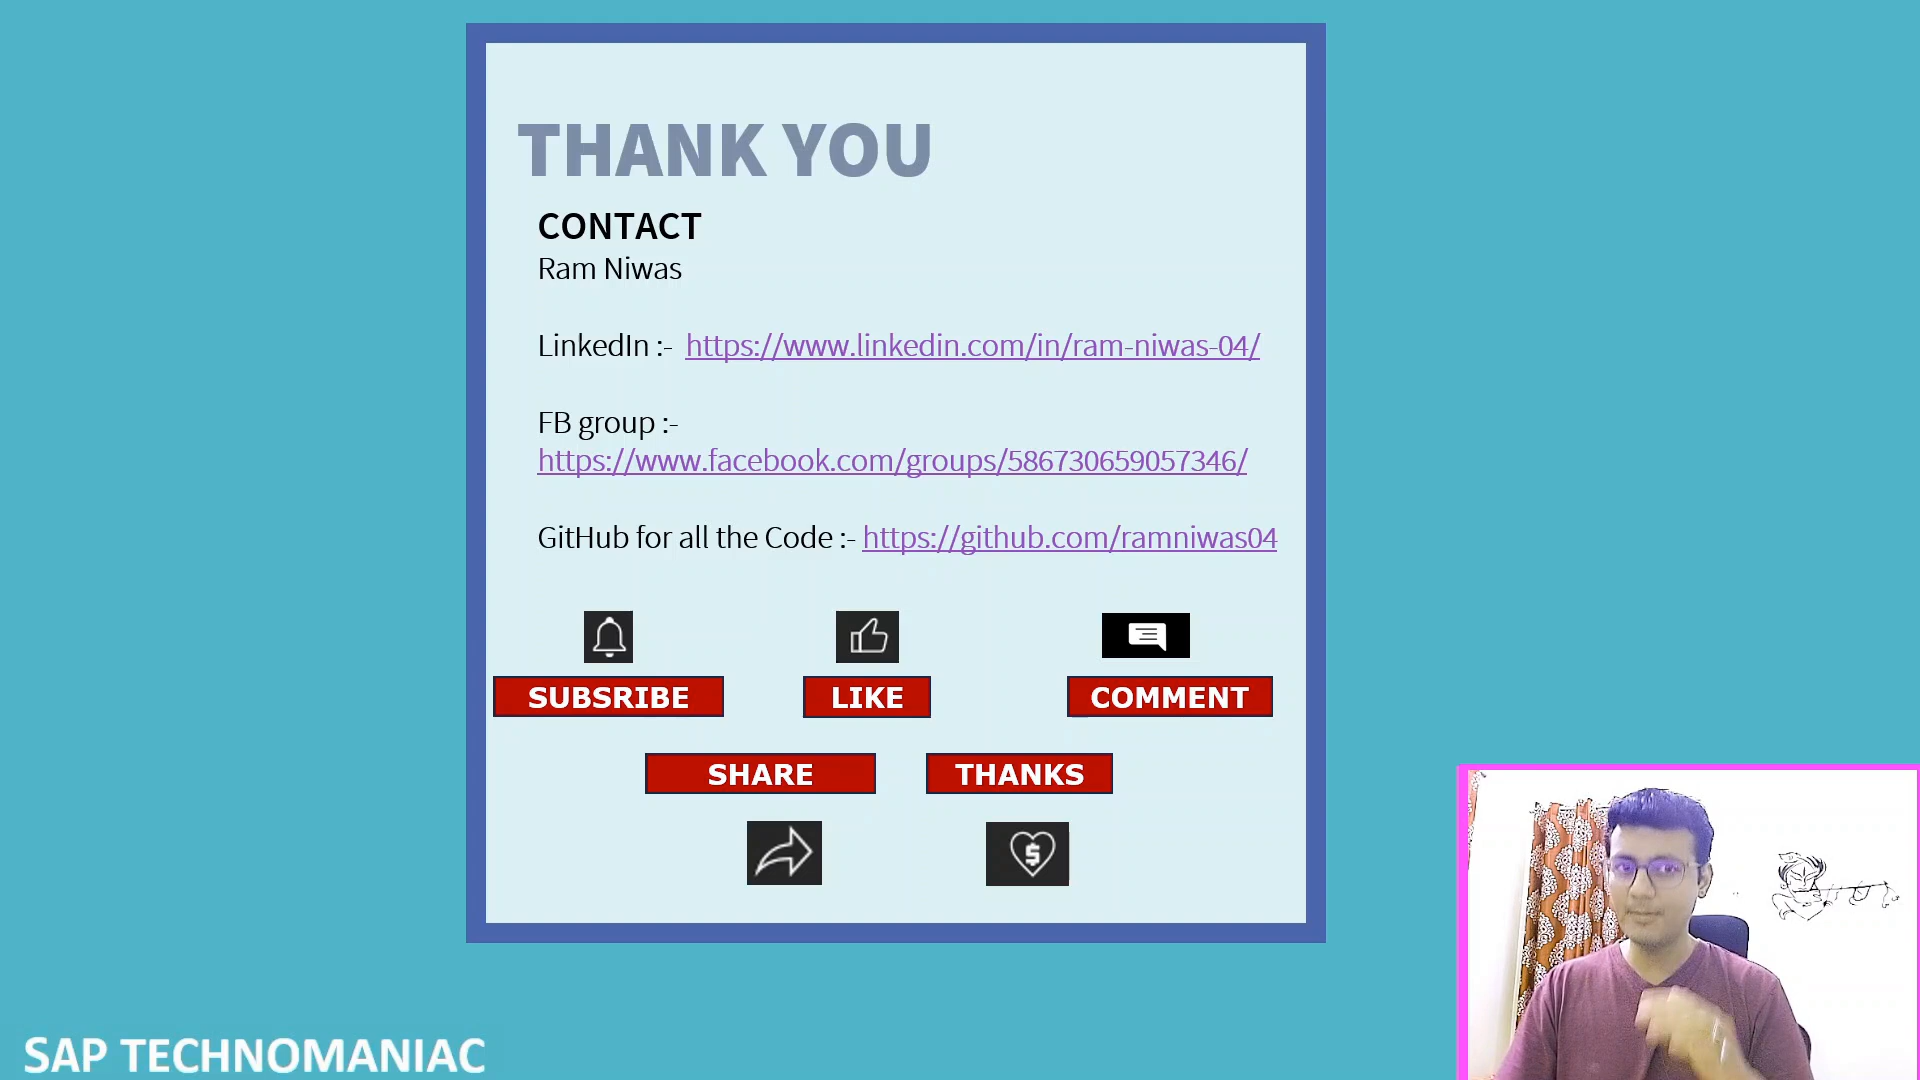 THANK YOU
CONTACT
Ram Niwas
LinkedIn :- https://www.linkedin.com/in/ram-niwas-04/
FB group :-
https://www.facebook.com/groups/586730659057346/
GitHub for all the Code :- https://github.com/ramniwas04
SUBSRIBE
LIKE
COMMENT
SHARE
THANKS
$
SAP TECHNOMANIAC